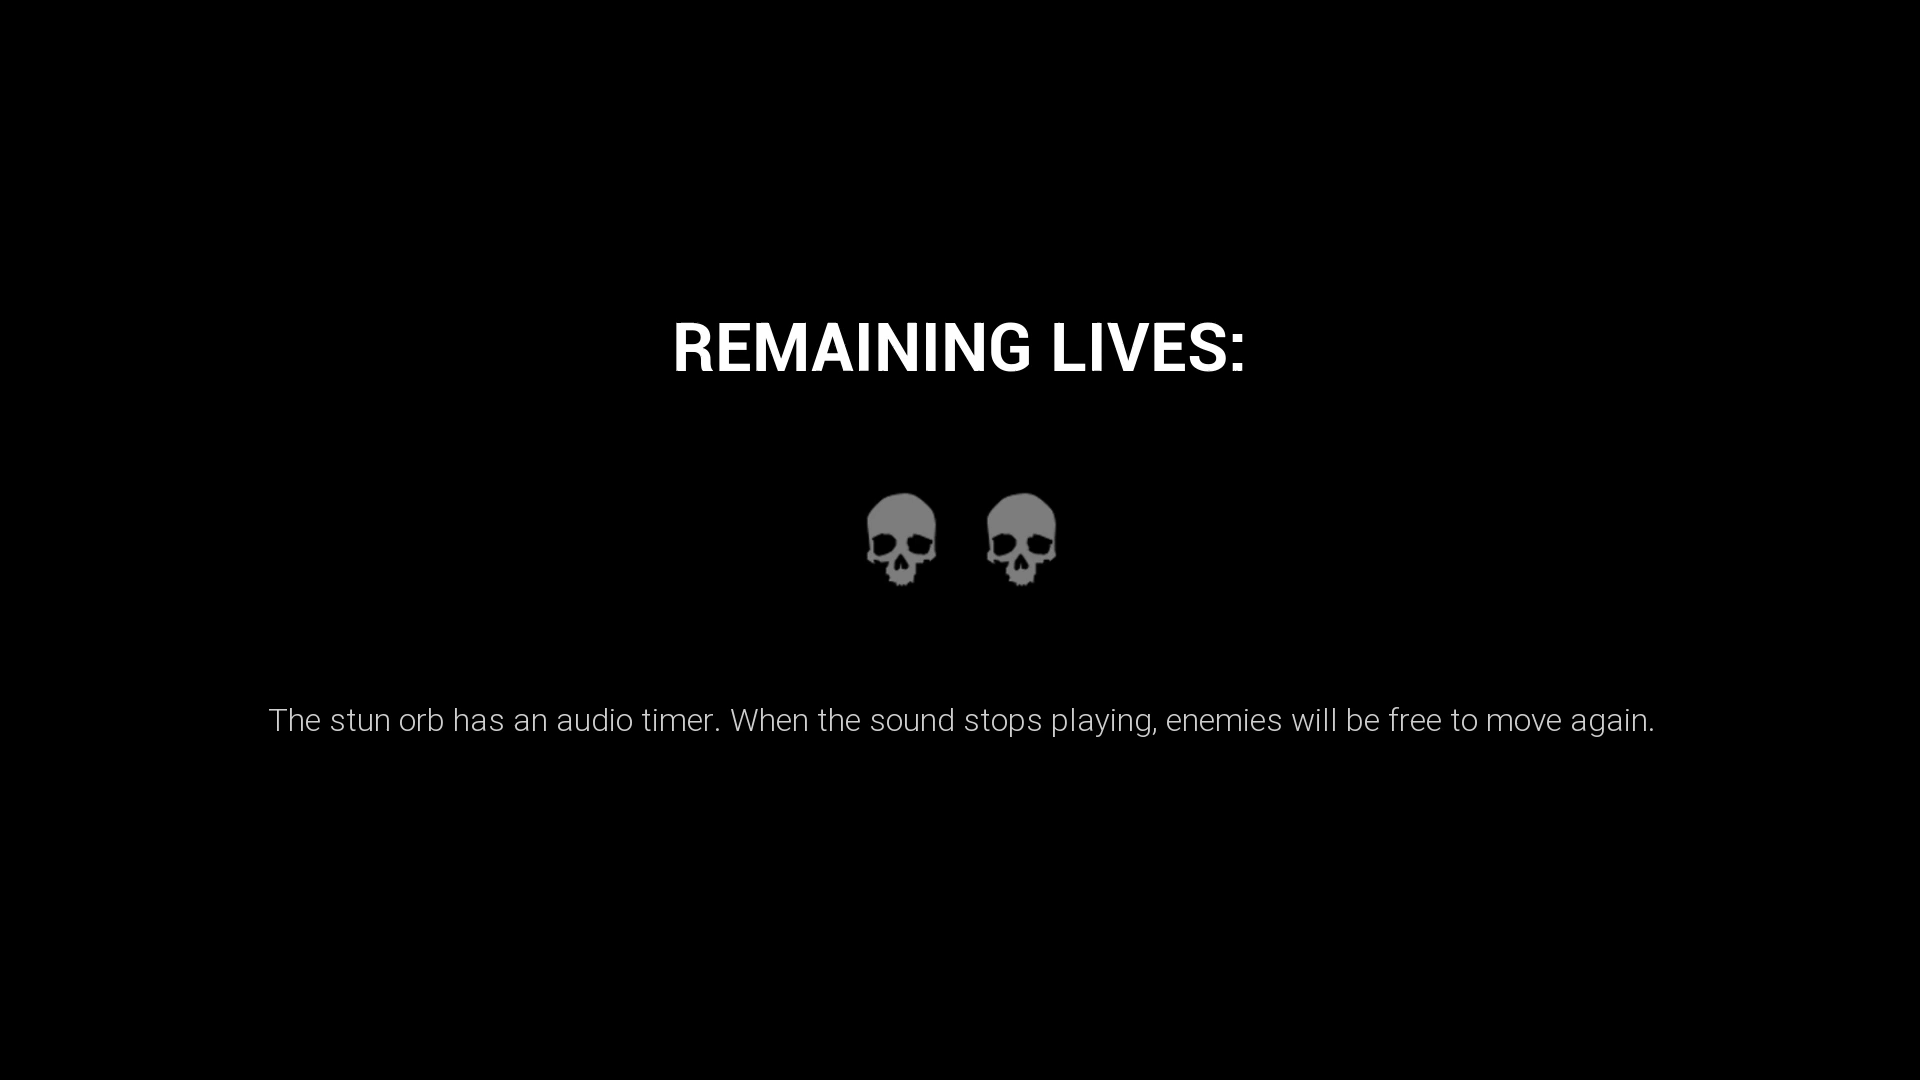 REMAINING LIVES:
The stun orb has an audio timer. When the sound stops playing, enemies will be free to move again.